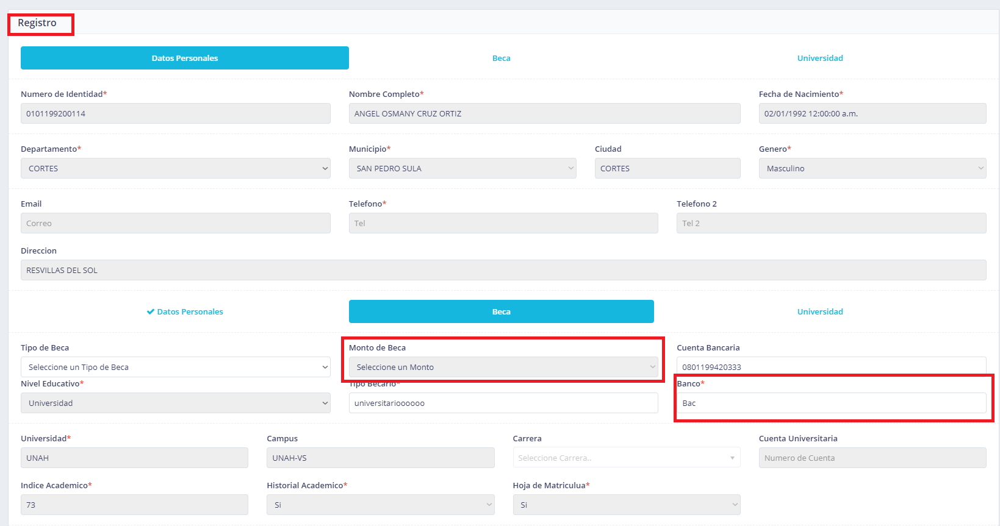 Registro
Datos Personales Beca Universidad
Numero de Identidad* Nombre Completo* Fecha de Nacimiento*
0101199200114 ANGEL OSMANY CRUZ ORTIZ 02/01/1992 12:00:00 a.m.
Departamento* Municipio* Ciudad Genero*
CORTES SAN PEDRO SULA CORTES Masculino
Email Telefono* Telefono 2
Correo Tel Tel 2
Direccion
RESVILLAS DEL SOL
Datos Personales Beca Universidad
Tipo de Beca Monto de Beca Cuenta Bancaria
Seleccione un Tipo de Beca Seleccione un Monto 0801199420333
Nivel Educativo* Tipo Becario* Banco*
Universidad universitarioooooo Bac
Universidad* Campus Carrera Cuenta Universitaria
UNAH UNAH-VS Seleccione Carrera.. Numero de Cuenta
Indice Academico* Historial Academico* Hoja de Matriculua*
73 Si Si